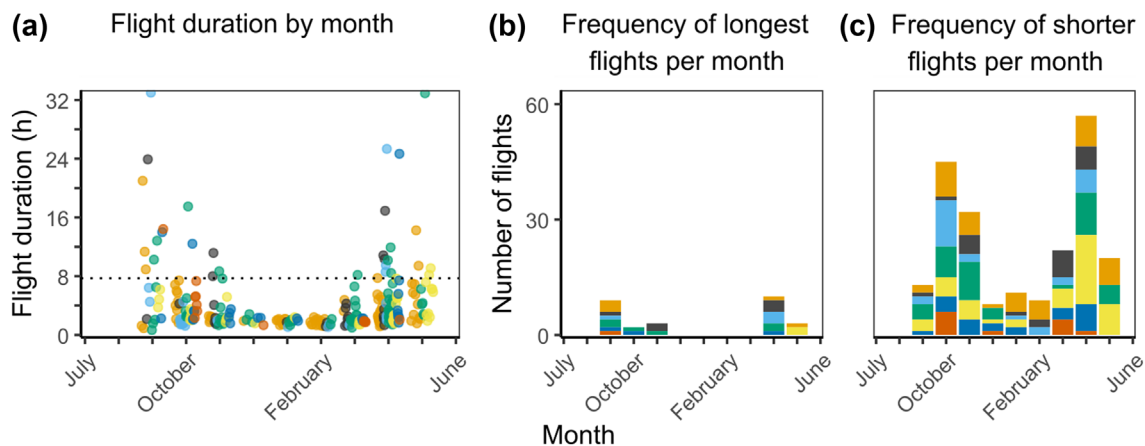 (a) Flight duration by month
(b) Frequency of longest
flights per month
(c) Frequency of shorter
flights per month
Flight duration (h)
32
24
16
8
0
July
October
February
June
Number of flights
60
30
0
July
October
February
June
July
October
February
June
Month